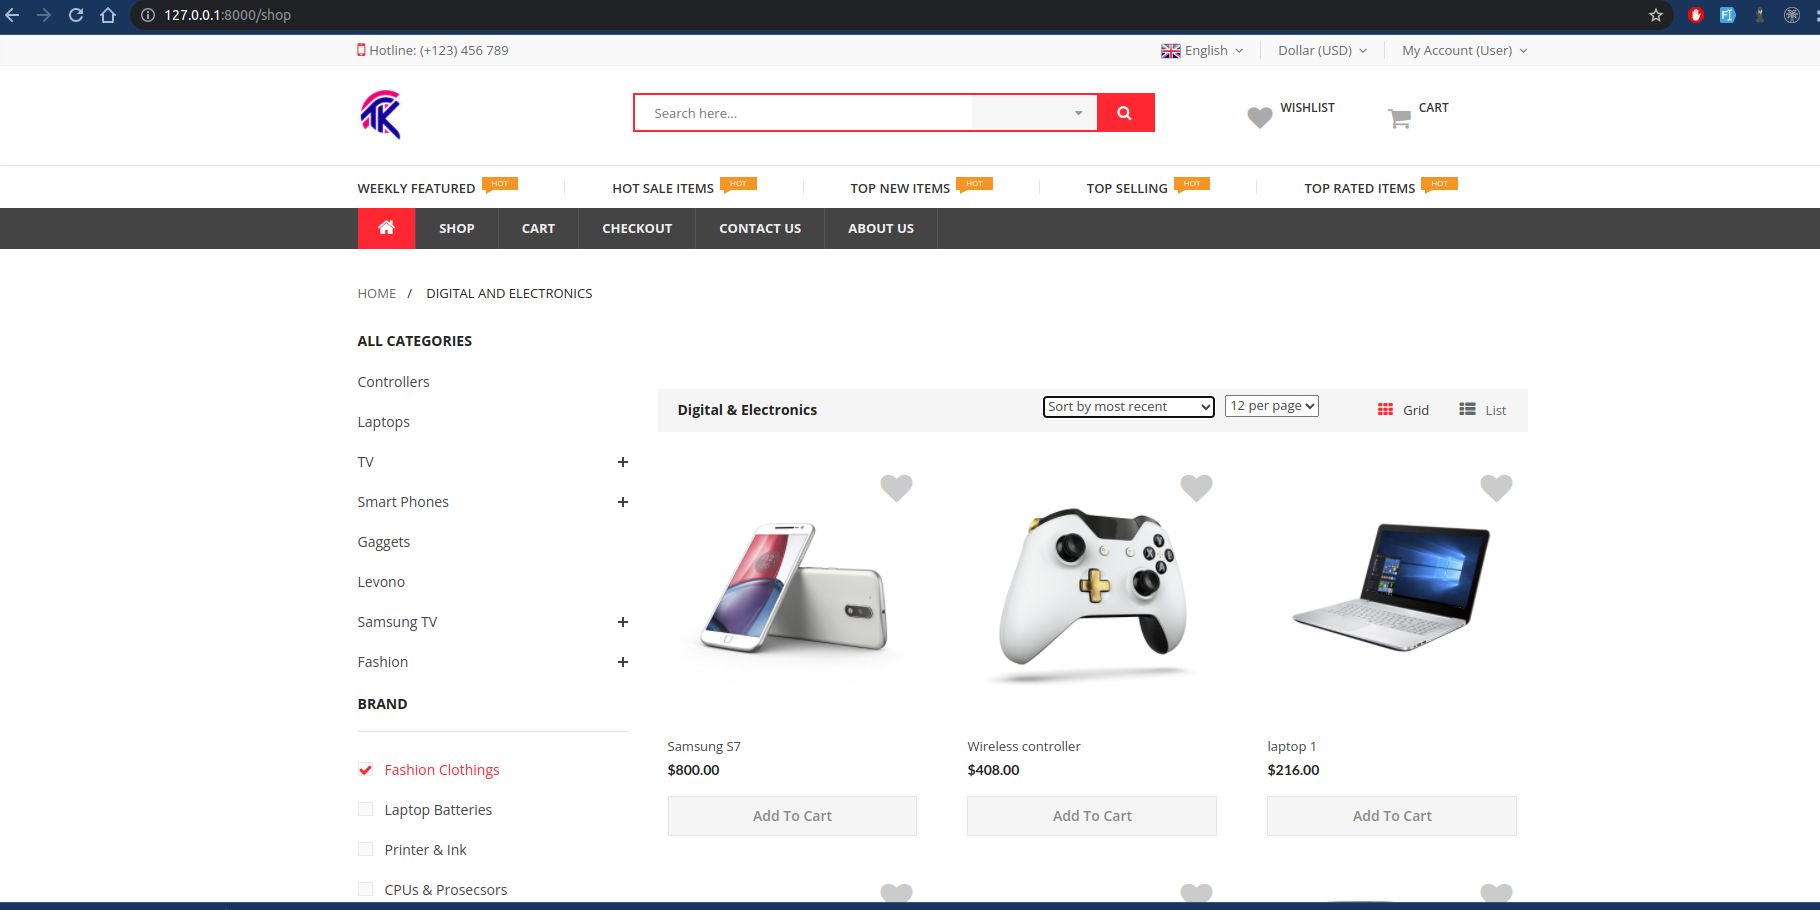 127.0.0.1:8000/shop
Hotline: (+123) 456 789
English
Dollar (USD)
My Account (User)
TK
Search here...
WISHLIST
CART
WEEKLY FEATURED HOT
HOT SALE ITEMS HOT
TOP NEW ITEMS HOT
TOP SELLING HOT
TOP RATED ITEMS HOT
SHOP
CART
CHECKOUT
CONTACT US
ABOUT US
HOME / DIGITAL AND ELECTRONICS
ALL CATEGORIES
Controllers
Laptops
TV +
Smart Phones +
Gaggets
Levono
Samsung TV +
Fashion +
BRAND
Fashion Clothings
Laptop Batteries
Printer & Ink
CPUs & Prosecsors
Digital & Electronics
Sort by most recent
12 per page
Grid
List
Samsung S7
$800.00
Add To Cart
Wireless controller
$408.00
Add To Cart
laptop 1
$216.00
Add To Cart